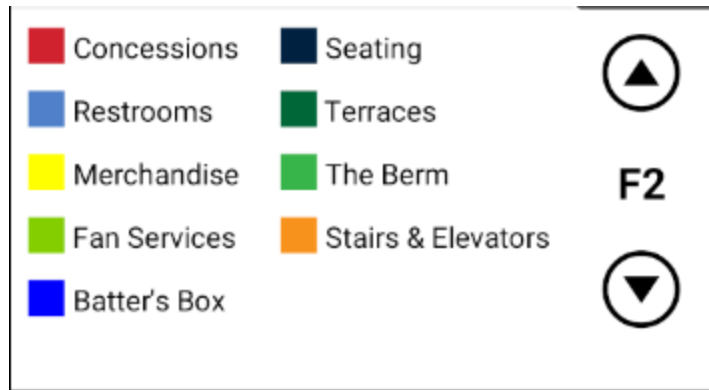 Concessions
Restrooms
Merchandise
Fan Services
Batter's Box
Seating
Terraces
The Berm
Stairs & Elevators
F2